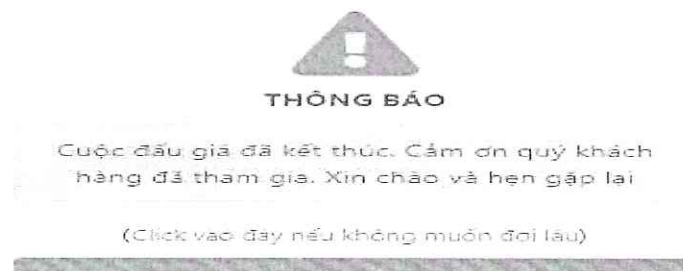 THÔNG BÁO
Cuộc đấu giá đã kết thúc. Cảm ơn quý khách
hàng đã tham gia. Xin chào và hẹn gặp lại
(Click vào đây nếu không muốn đợi lâu)